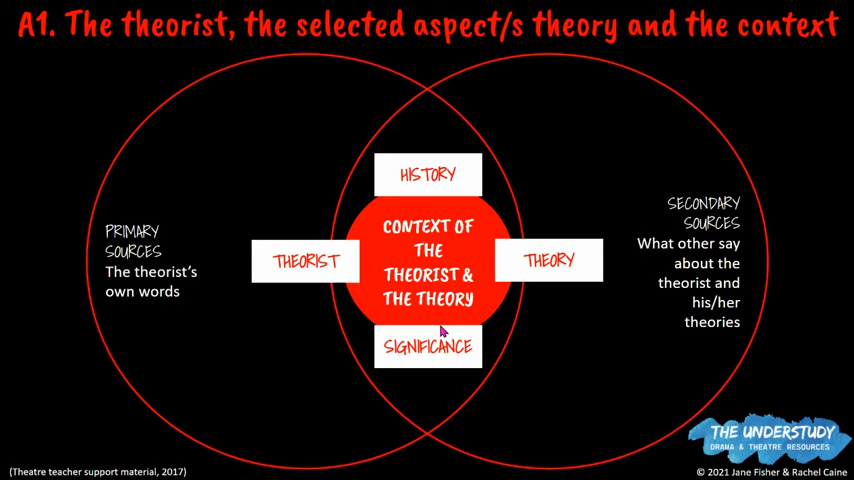 A1. The theorist, the selected aspect/s theory and the context
HISTORY
PRIMARY
SOURCES
The theorist's
own words
THEORIST
CONTEXT OF
THE
THEORIST &
THE THEORY
THEORY
SECONDARY
SOURCES
What other say
about the
theorist and
his/her
theories
SIGNIFICANCE
THE UNDERSTUDY
DRAMA & THEATRE RESOURCES
(Theatre teacher support material, 2017)
© 2021 Jane Fisher & Rachel Caine